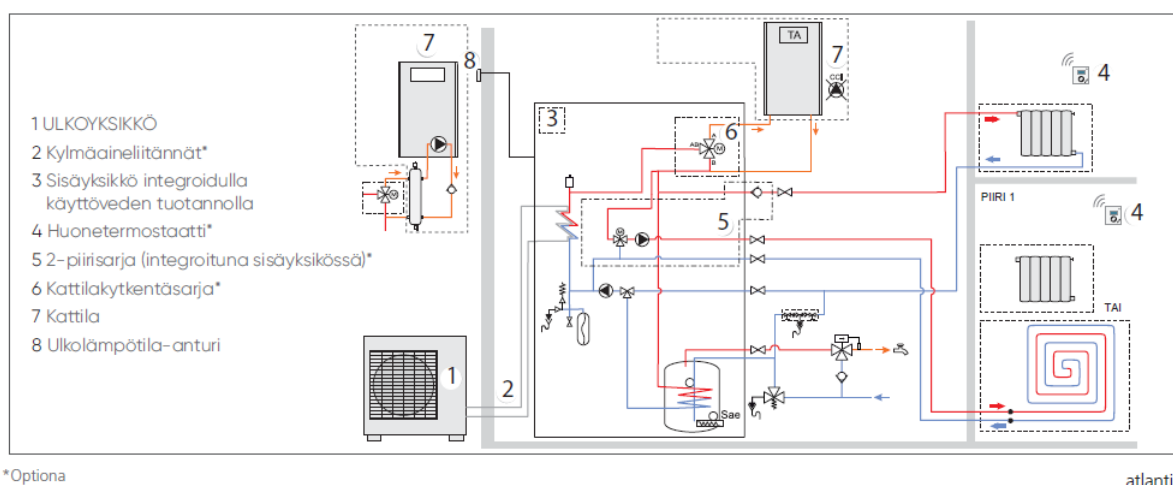 1 ULKOYKSIKKÖ
2 Kylmäaineliitännät*
3 Sisäyksikkö integroidulla
käyttöveden tuotannolla
4 Huonetermostaatti*
5 2-piirisarja (integroituna sisäyksikössä)*
6 Kattilakytkentäsarja*
7 Kattila
8 Ulkolämpötila-anturi
7
8
3
TA
7
4
6
AB
A
M
B
M
5
M
PIIRI 1
4
TAI
1
2
Sae
*Optiona
atlanti